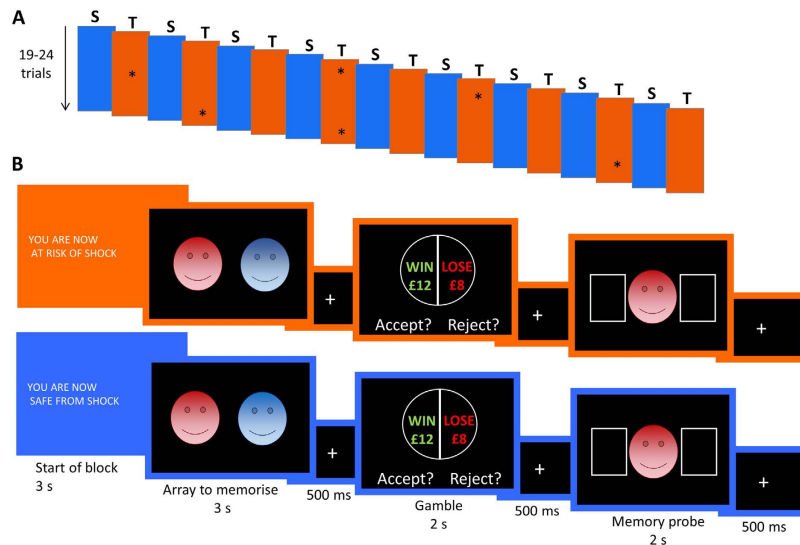 A
S T S T S T S T S T S T S T S T S T
19-24
trials
* * * * * *
B
YOU ARE NOW
AT RISK OF SHOCK
+
WIN LOSE
£12 £8
Accept? Reject?
+
+
YOU ARE NOW
SAFE FROM SHOCK
+
WIN LOSE
£12 £8
Accept? Reject?
+
+
Start of block
3 s
Array to memorise
3 s
500 ms
Gamble
2 s
500 ms
Memory probe
2 s
500 ms